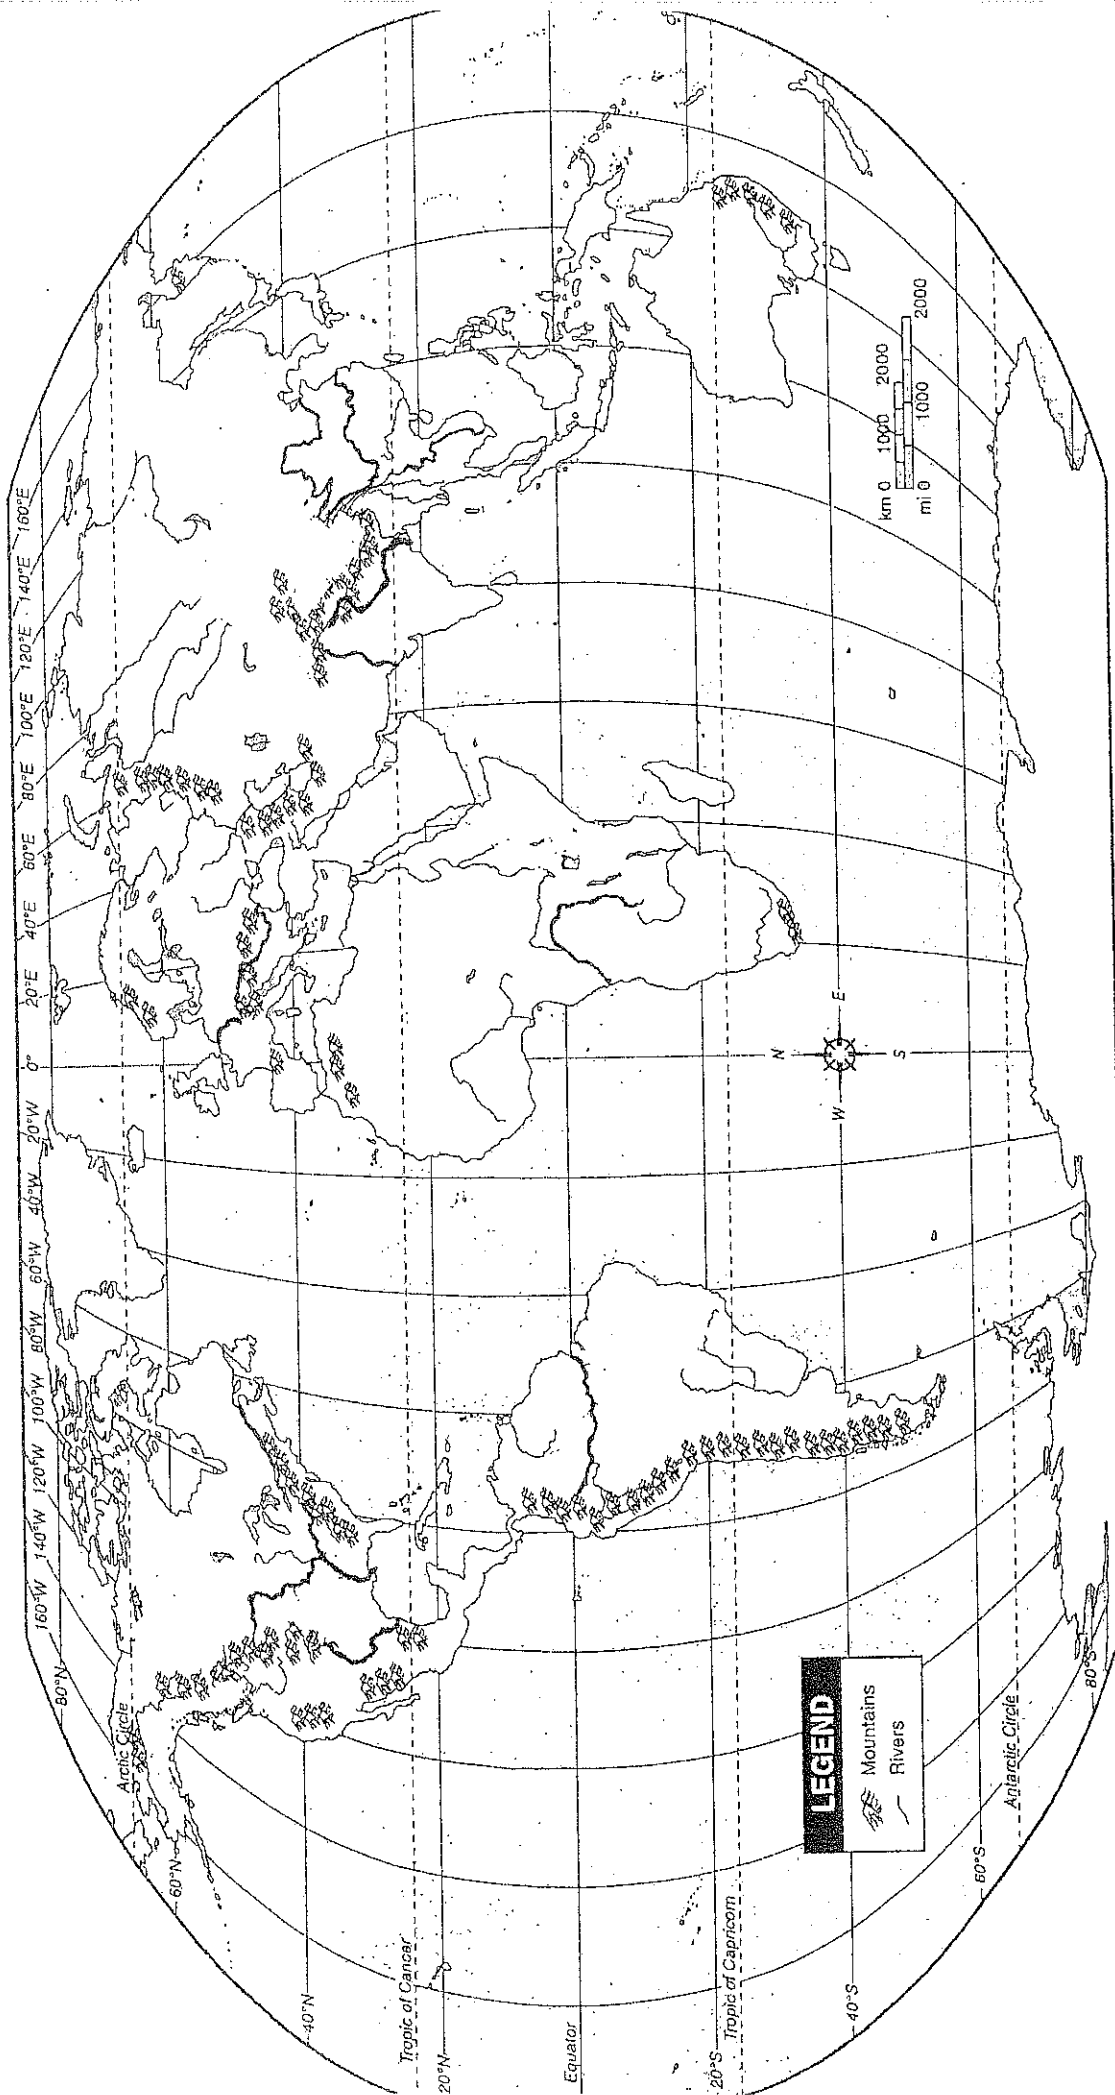 160°W 140°W 120°W 100°W 80°W 60°W 40°W 20°W 0° 20°E 40°E 60°E 80°E 100°E 120°E 140°E 160°E
80°N
Arctic Circle
60°N
40°N
Tropic of Cancer
20°N
Equator
20°S
Tropic of Capricorn
40°S
60°S
Antarctic Circle
80°S
LEGEND
Mountains
Rivers
N
W E
S
km 0 1000 2000
mi 0 1000 2000